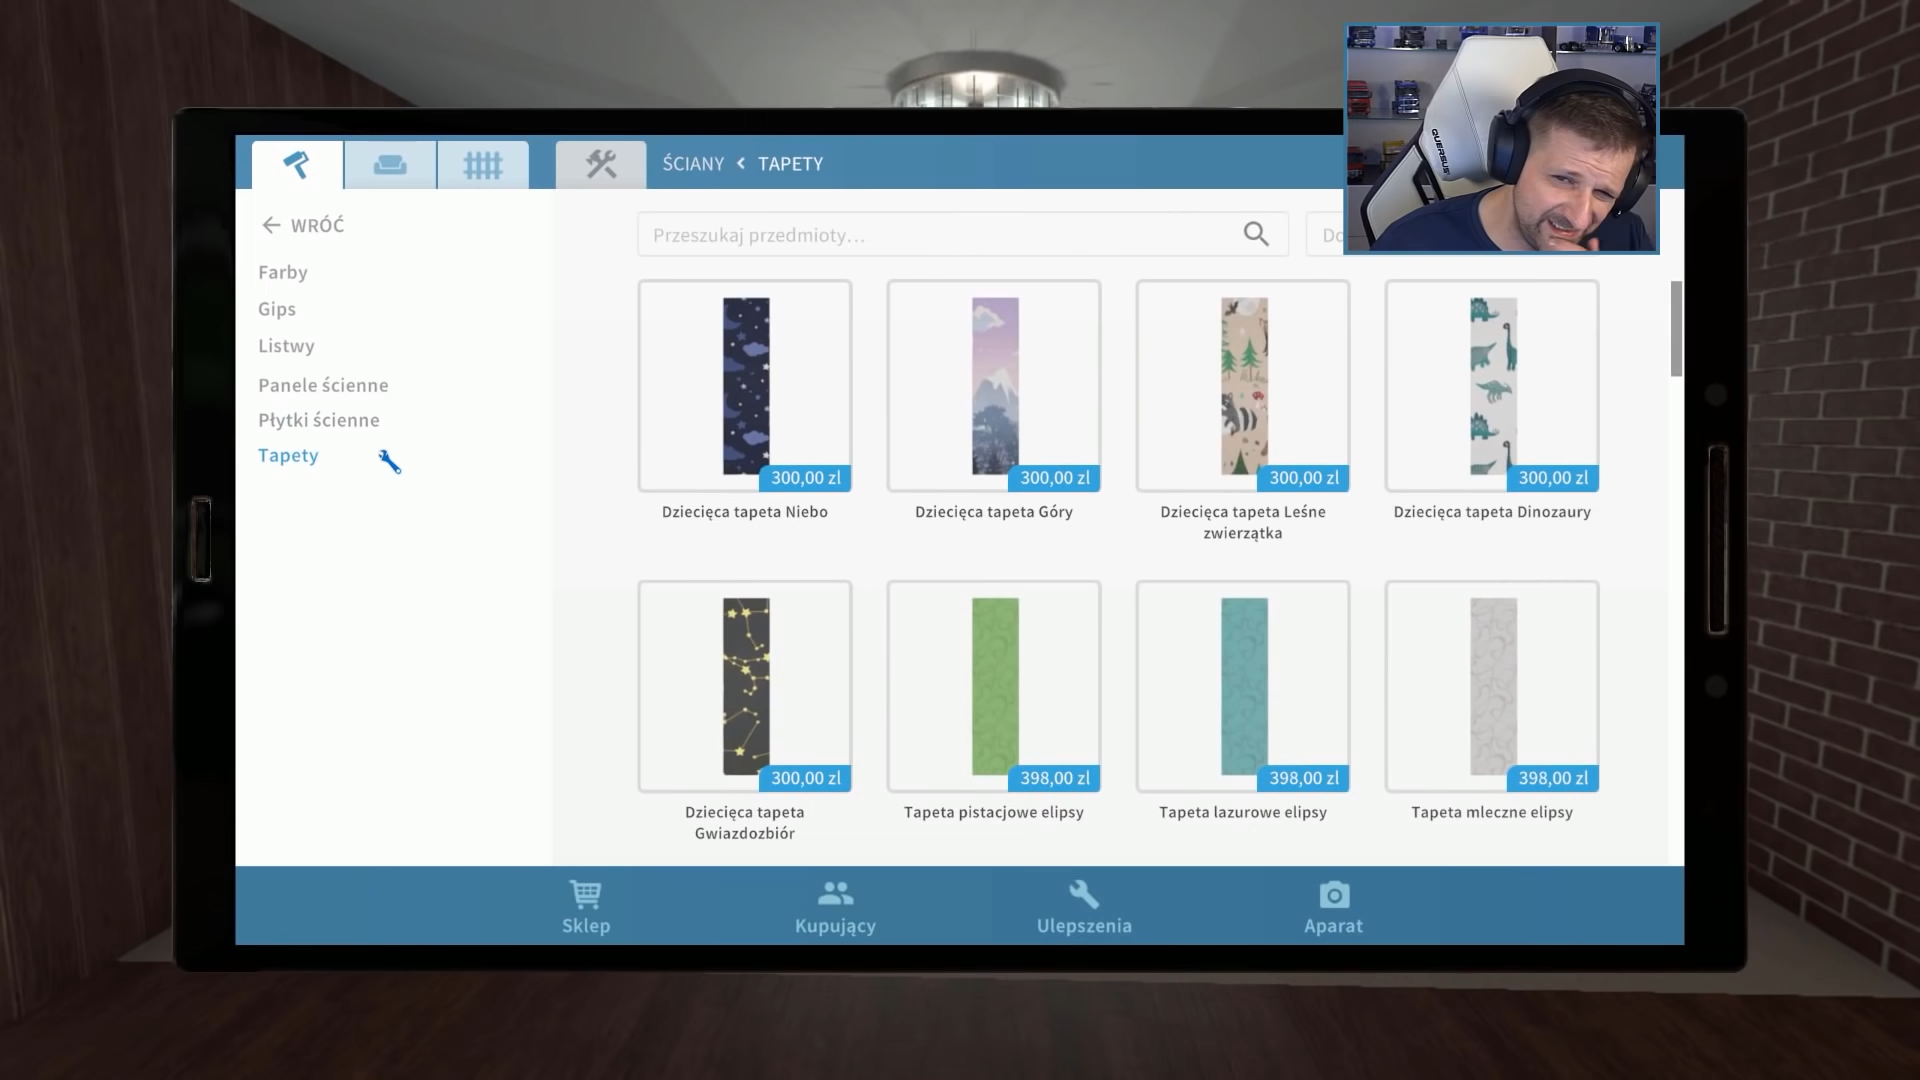 ŚCIANY < TAPETY
QUERSUS
WRÓĆ
Przeszukaj przedmioty...
Do
Farby
Gips
Listwy
Panele ścienne
Płytki ścienne
Tapety
300,00 zl
300,00 zl
300,00 zl
300,00 zl
Dziecięca tapeta Niebo
Dziecięca tapeta Góry
Dziecięca tapeta Leśne
zwierzątka
Dziecięca tapeta Dinozaury
300,00 zl
398,00 zl
398,00 zl
398,00 zl
Dziecięca tapeta
Gwiazdozbiór
Tapeta pistacjowe elipsy
Tapeta lazurowe elipsy
Tapeta mleczne elipsy
Sklep
Kupujący
Ulepszenia
Aparat